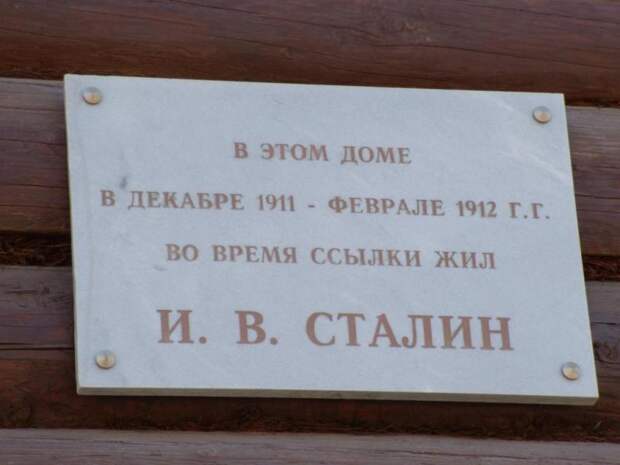 В ЭТОМ ДОМЕ
В ДЕКАБРЕ 1911 - ФЕВРАЛЕ 1912 Г.Г.
ВО ВРЕМЯ ССЫЛКИ ЖИЛ
И. В. СТАЛИН